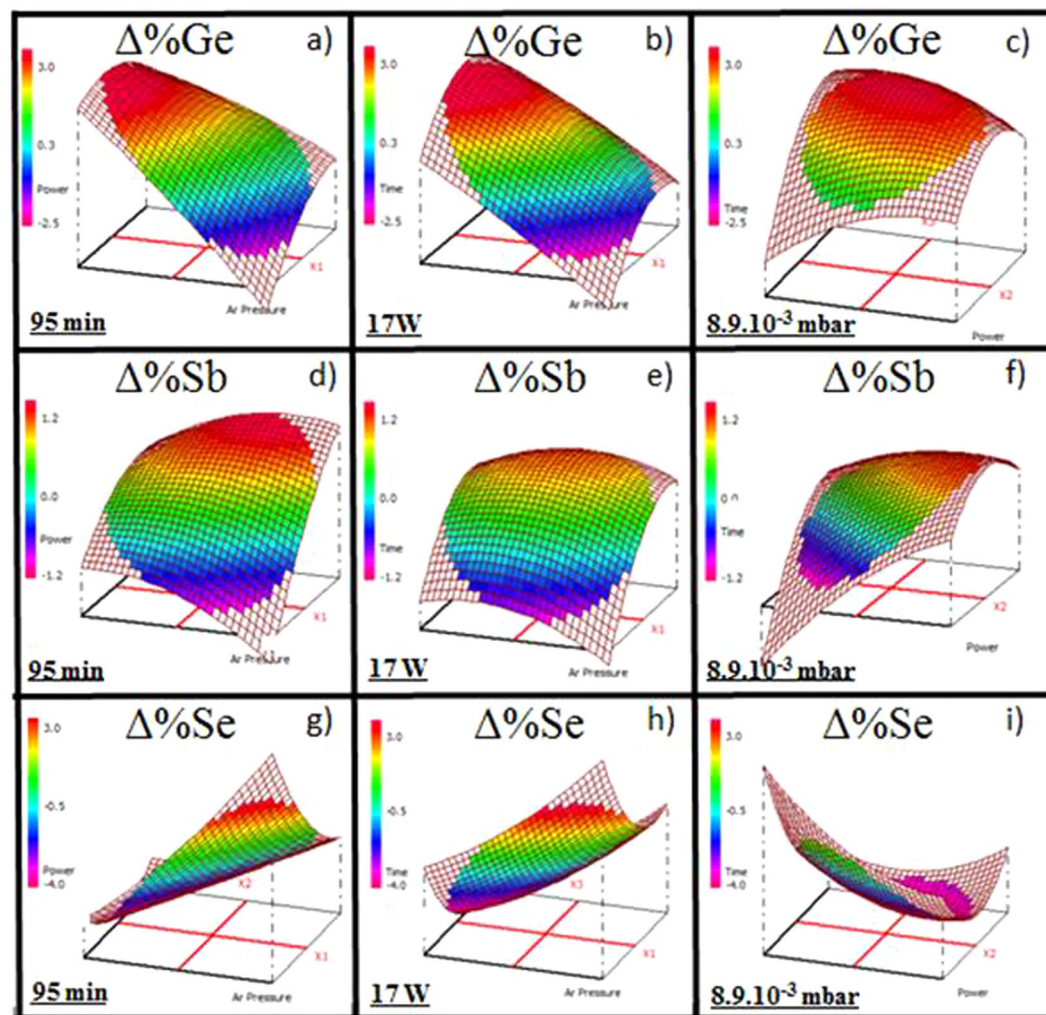 Δ%Ge a)
3.0
0.3
Power
-2.5
X1
Ar Pressure
95 min
Δ%Ge b)
3.0
0.3
Time
-2.5
X1
Ar Pressure
17W
Δ%Ge c)
3.0
0.3
Time
-2.5
X3
X2
Power
8.9.10⁻³ mbar
Δ%Sb d)
1.2
0.0
Power
-1.2
X1
Ar Pressure
95 min
Δ%Sb e)
1.2
0.0
Time
-1.2
X1
Ar Pressure
17 W
Δ%Sb f)
1.2
0.0
Time
-1.2
X2
Power
8.9.10⁻³ mbar
Δ%Se g)
3.0
-0.5
Power
-4.0
X2
X1
Ar Pressure
95 min
Δ%Se h)
3.0
-0.5
Time
-4.0
X3
X1
Ar Pressure
17 W
Δ%Se i)
3.0
-0.5
Time
-4.0
X2
Power
8.9.10⁻³ mbar